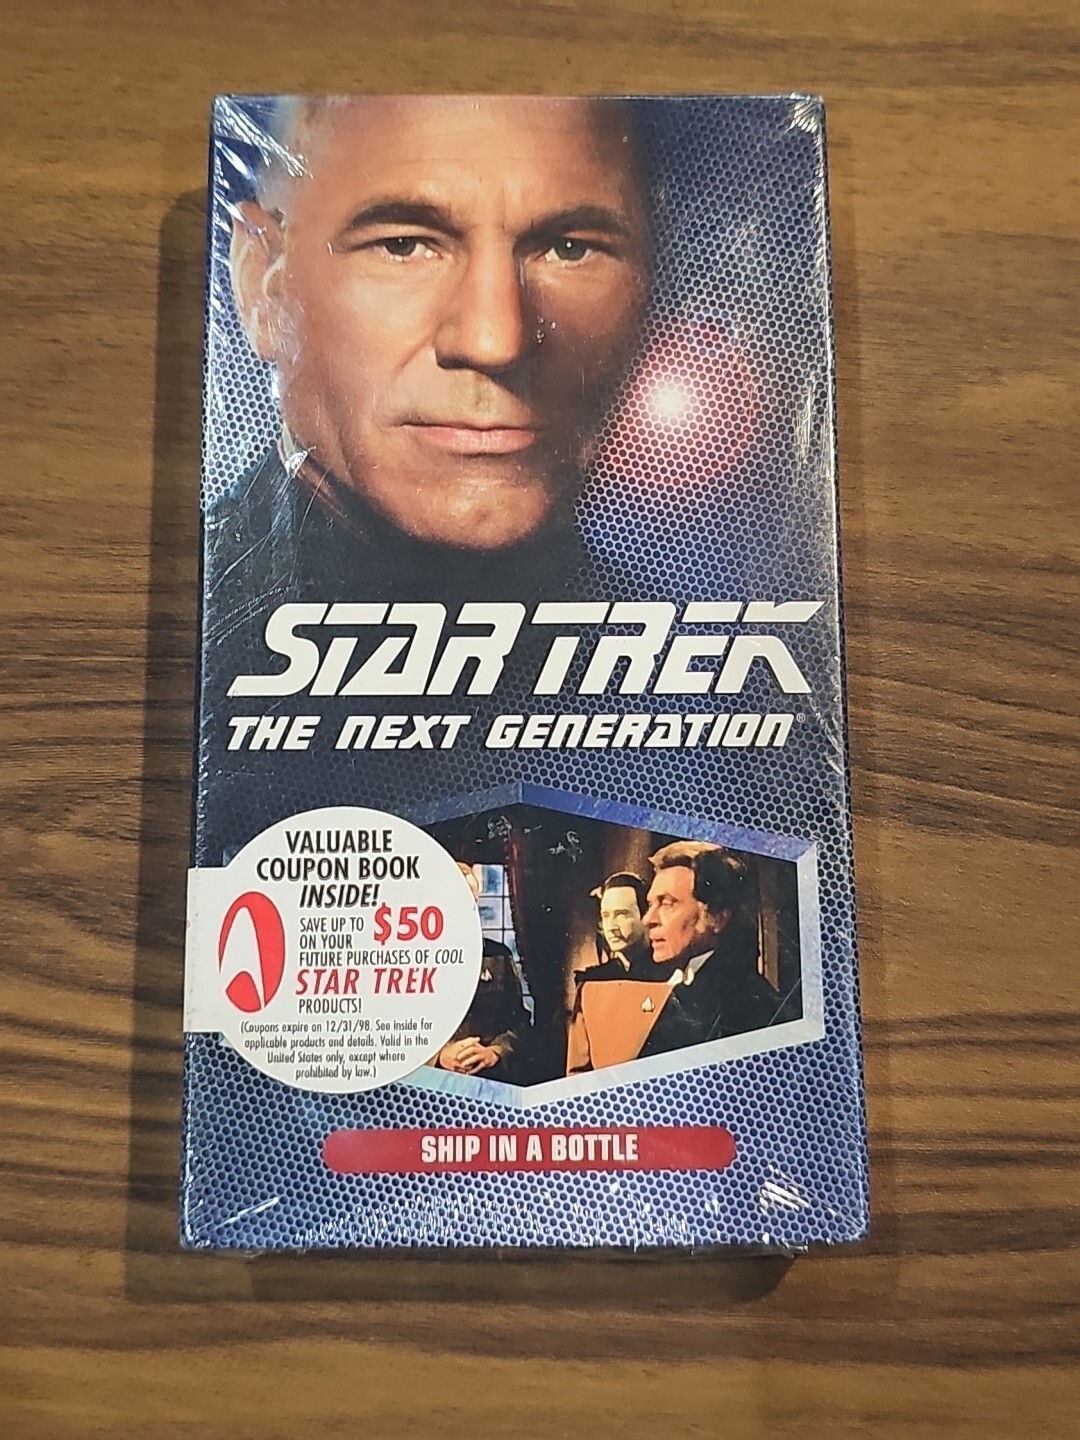 STAR TREK
THE NEXT GENERATION®
VALUABLE
COUPON BOOK
INSIDE!
SAVE UP TO $50
ON YOUR
FUTURE PURCHASES OF COOL
STAR TREK
PRODUCTS!
(Coupons expire on 12/31/98. See inside for
applicable products and details. Valid in the
United States only, except where
prohibited by law.)
SHIP IN A BOTTLE